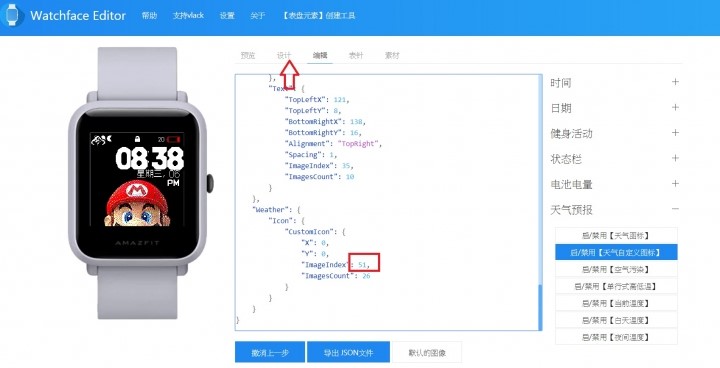 Watchface Editor 帮助 支持vlack 设置 关于 【表盘元素】创建工具
预览 设计 编辑 表针 素材
},
"Text": {
"TopLeftX": 121,
"TopLeftY": 8,
"BottomRightX": 138,
"BottomRightY": 16,
"Alignment": "TopRight",
"Spacing": 1,
"ImageIndex": 35,
"ImagesCount": 10
}
},
"Weather": {
"Icon": {
"CustomIcon": {
"X": 0,
"Y": 0,
"ImageIndex": 51,
"ImagesCount": 26
}
}
}
}
20
08 38
星期三, 06
PM
M
AMAZFIT
时间 +
日期 +
健身活动 +
状态栏 +
电池电量 +
天气预报 −
启/禁用【天气图标】
启/禁用【天气自定义图标】
启/禁用【空气污染】
启/禁用【单行式高低温】
启/禁用【当前温度】
启/禁用【白天温度】
启/禁用【夜间温度】
撤消上一步 导出 JSON文件 默认的图像